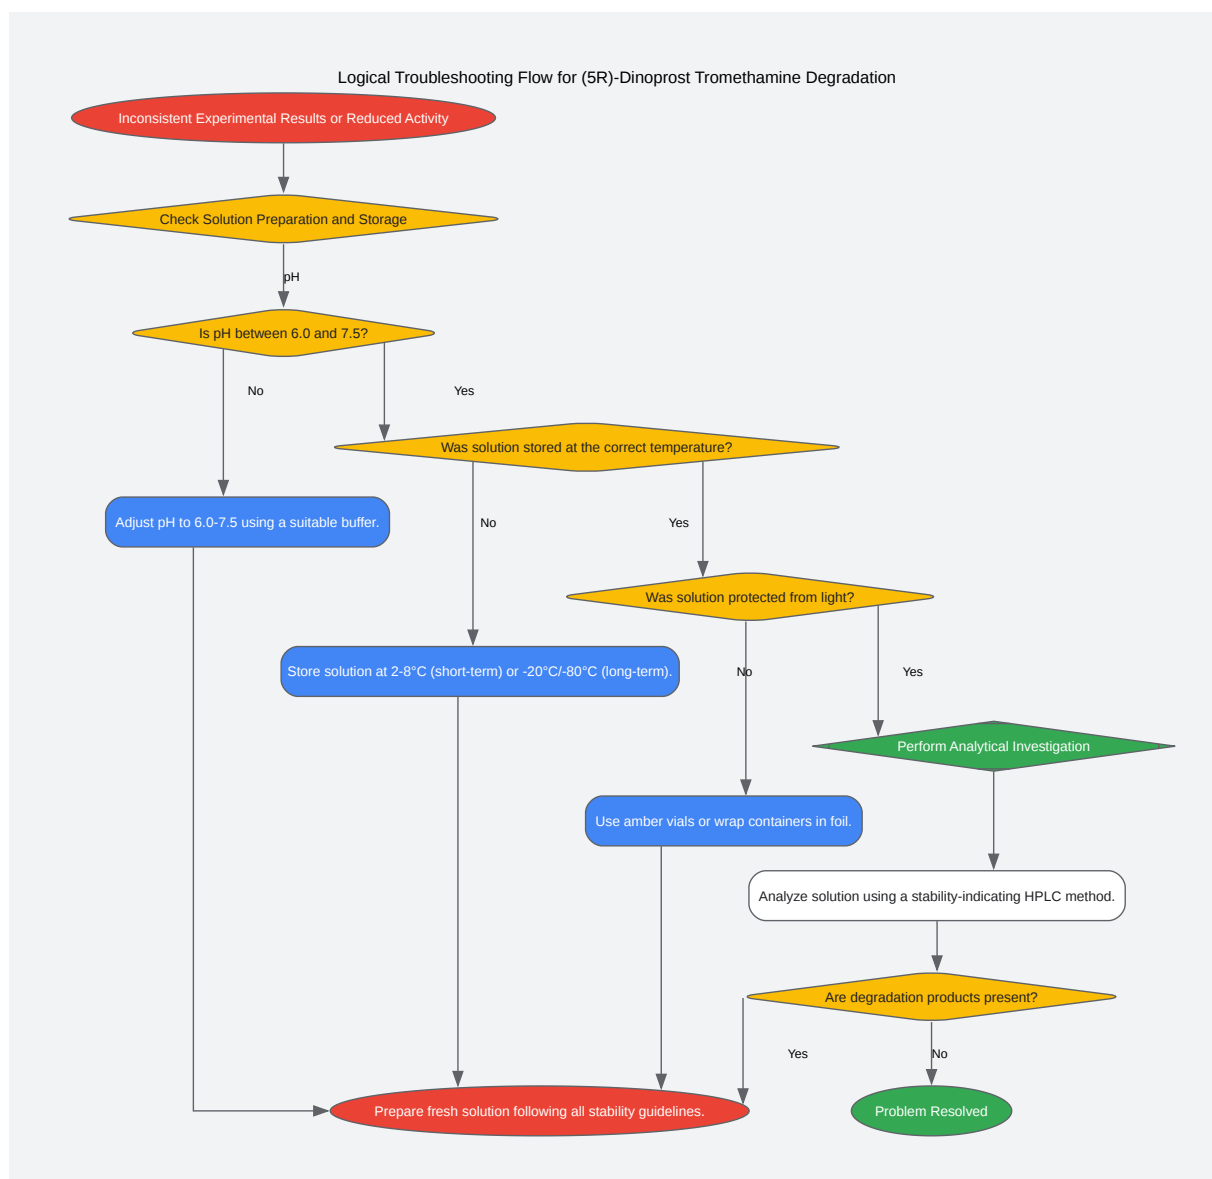 Logical Troubleshooting Flow for (5R)-Dinoprost Tromethamine Degradation
Inconsistent Experimental Results or Reduced Activity
Check Solution Preparation and Storage
pH
Is pH between 6.0 and 7.5?
No
Yes
Was solution stored at the correct temperature?
Adjust pH to 6.0-7.5 using a suitable buffer.
No
Yes
Was solution protected from light?
Store solution at 2-8°C (short-term) or -20°C/-80°C (long-term).
No
Yes
Perform Analytical Investigation
Use amber vials or wrap containers in foil.
Analyze solution using a stability-indicating HPLC method.
Are degradation products present?
Yes
No
Prepare fresh solution following all stability guidelines.
Problem Resolved